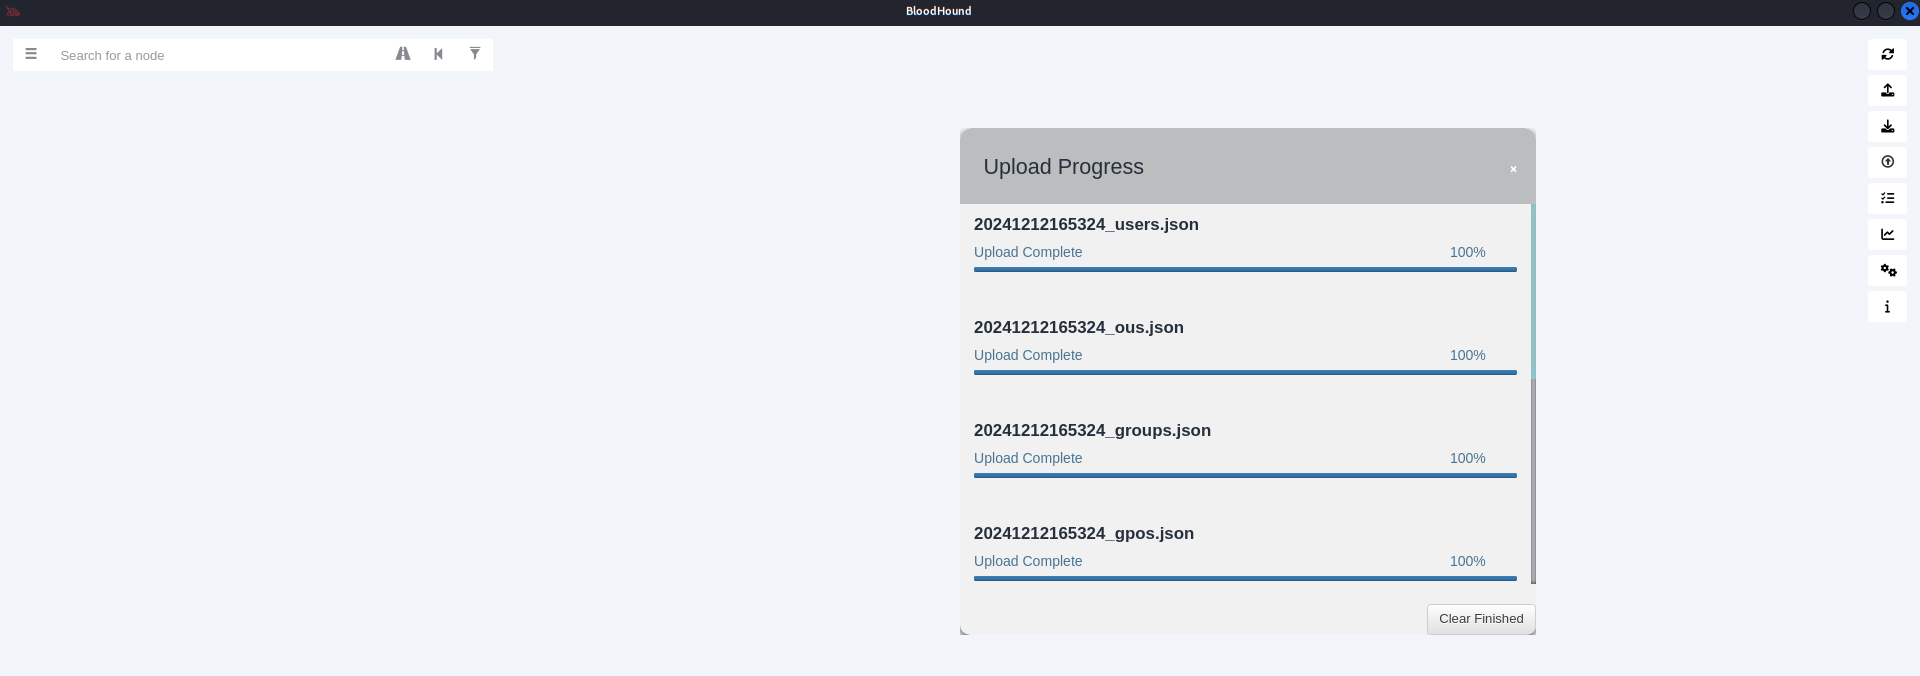 BloodHound
Search for a node
Upload Progress
×
20241212165324_users.json
Upload Complete 100%
20241212165324_ous.json
Upload Complete 100%
20241212165324_groups.json
Upload Complete 100%
20241212165324_gpos.json
Upload Complete 100%
Clear Finished